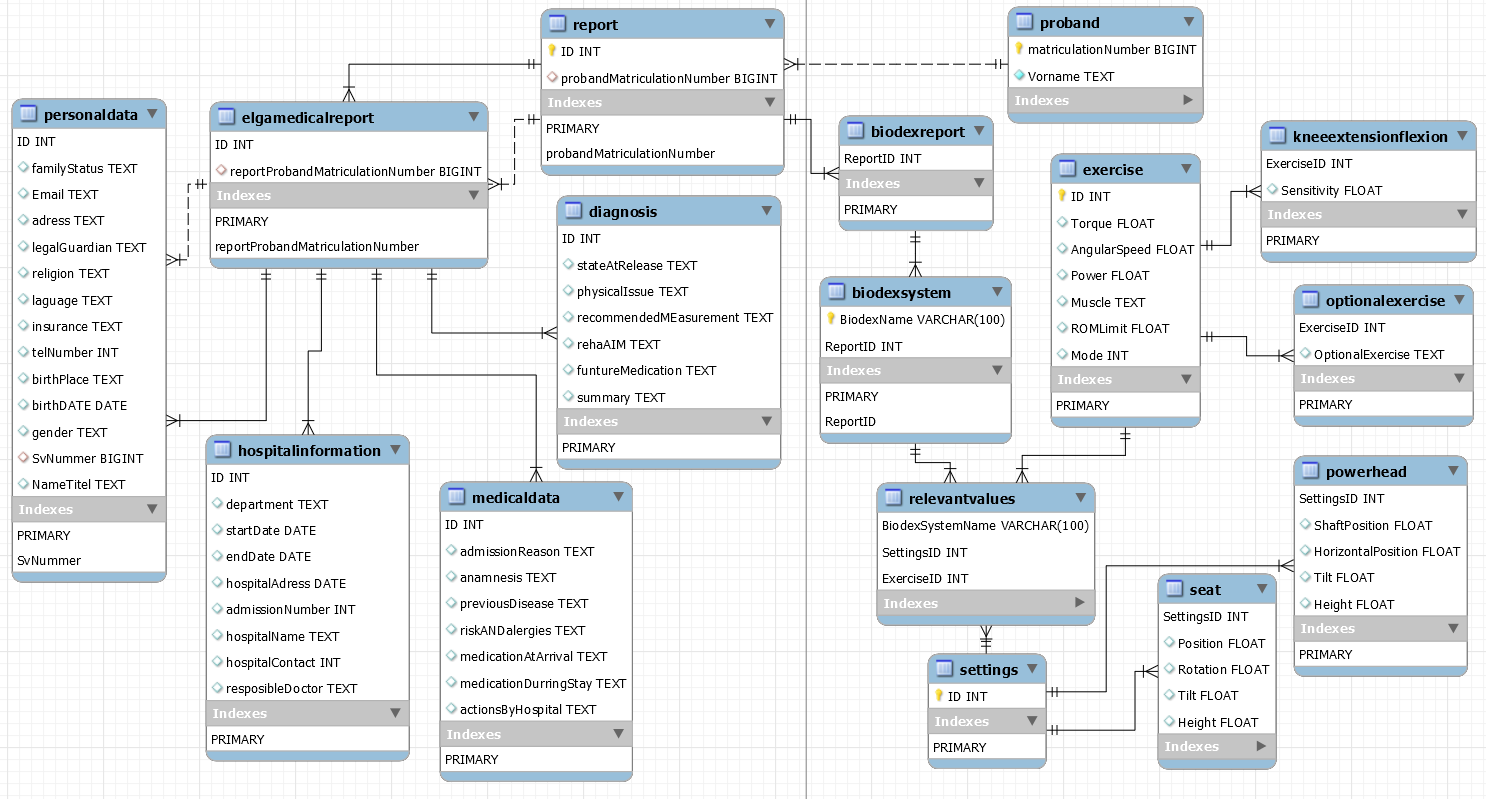 personaldata
ID INT
familyStatus TEXT
Email TEXT
adress TEXT
legalGuardian TEXT
religion TEXT
laguage TEXT
insurance TEXT
telNumber INT
birthPlace TEXT
birthDATE DATE
gender TEXT
SvNummer BIGINT
NameTitel TEXT
Indexes
PRIMARY
SvNummer
elgamedicalreport
ID INT
reportProbandMatriculationNumber BIGINT
Indexes
PRIMARY
reportProbandMatriculationNumber
hospitalinformation
ID INT
department TEXT
startDate DATE
endDate DATE
hospitalAdress DATE
admissionNumber INT
hospitalName TEXT
hospitalContact INT
resposibleDoctor TEXT
Indexes
PRIMARY
report
ID INT
probandMatriculationNumber BIGINT
Indexes
PRIMARY
probandMatriculationNumber
diagnosis
ID INT
stateAtRelease TEXT
physicalIssue TEXT
recommendedMEasurement TEXT
rehaAIM TEXT
funtureMedication TEXT
summary TEXT
Indexes
PRIMARY
medicaldata
ID INT
admissionReason TEXT
anamnesis TEXT
previousDisease TEXT
riskANDalergies TEXT
medicationAtArrival TEXT
medicationDurringStay TEXT
actionsByHospital TEXT
Indexes
PRIMARY
proband
matriculationNumber BIGINT
Vorname TEXT
Indexes
biodexreport
ReportID INT
Indexes
PRIMARY
biodexsystem
BiodexName VARCHAR(100)
ReportID INT
Indexes
PRIMARY
ReportID
exercise
ID INT
Torque FLOAT
AngularSpeed FLOAT
Power FLOAT
Muscle TEXT
ROMLimit FLOAT
Mode INT
Indexes
PRIMARY
kneeextensionflexion
ExerciseID INT
Sensitivity FLOAT
Indexes
PRIMARY
optionalexercise
ExerciseID INT
OptionalExercise TEXT
Indexes
PRIMARY
relevantvalues
BiodexSystemName VARCHAR(100)
SettingsID INT
ExerciseID INT
Indexes
powerhead
SettingsID INT
ShaftPosition FLOAT
HorizontalPosition FLOAT
Tilt FLOAT
Height FLOAT
Indexes
PRIMARY
seat
SettingsID INT
Position FLOAT
Rotation FLOAT
Tilt FLOAT
Height FLOAT
Indexes
settings
ID INT
Indexes
PRIMARY